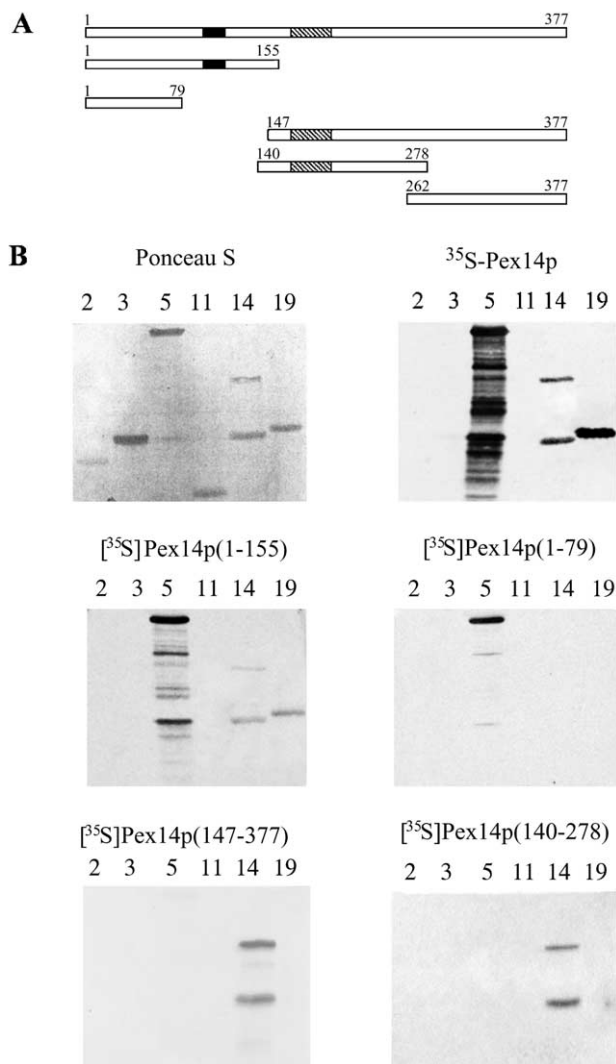 A
1 377
1 155
1 79
147 377
140 278
262 377
B
Ponceau S
2 3 5 11 14 19
³⁵S-Pex14p
2 3 5 11 14 19
[³⁵S]Pex14p(1-155)
2 3 5 11 14 19
[³⁵S]Pex14p(1-79)
2 3 5 11 14 19
[³⁵S]Pex14p(147-377)
2 3 5 11 14 19
[³⁵S]Pex14p(140-278)
2 3 5 11 14 19